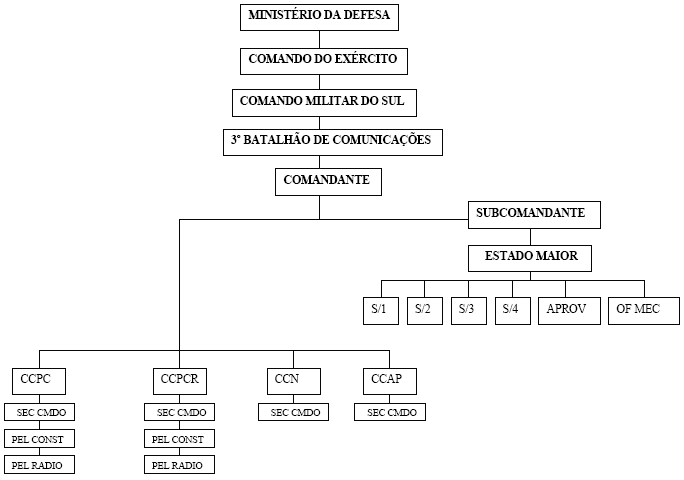 MINISTÉRIO DA DEFESA
COMANDO DO EXÉRCITO
COMANDO MILITAR DO SUL
3º BATALHÃO DE COMUNICAÇÕES
COMANDANTE
SUBCOMANDANTE
ESTADO MAIOR
S/1 S/2 S/3 S/4 APROV OF MEC
CCPC CCPCR CCN CCAP
SEC CMDO SEC CMDO SEC CMDO SEC CMDO
PEL CONST PEL CONST
PEL RADIO PEL RADIO